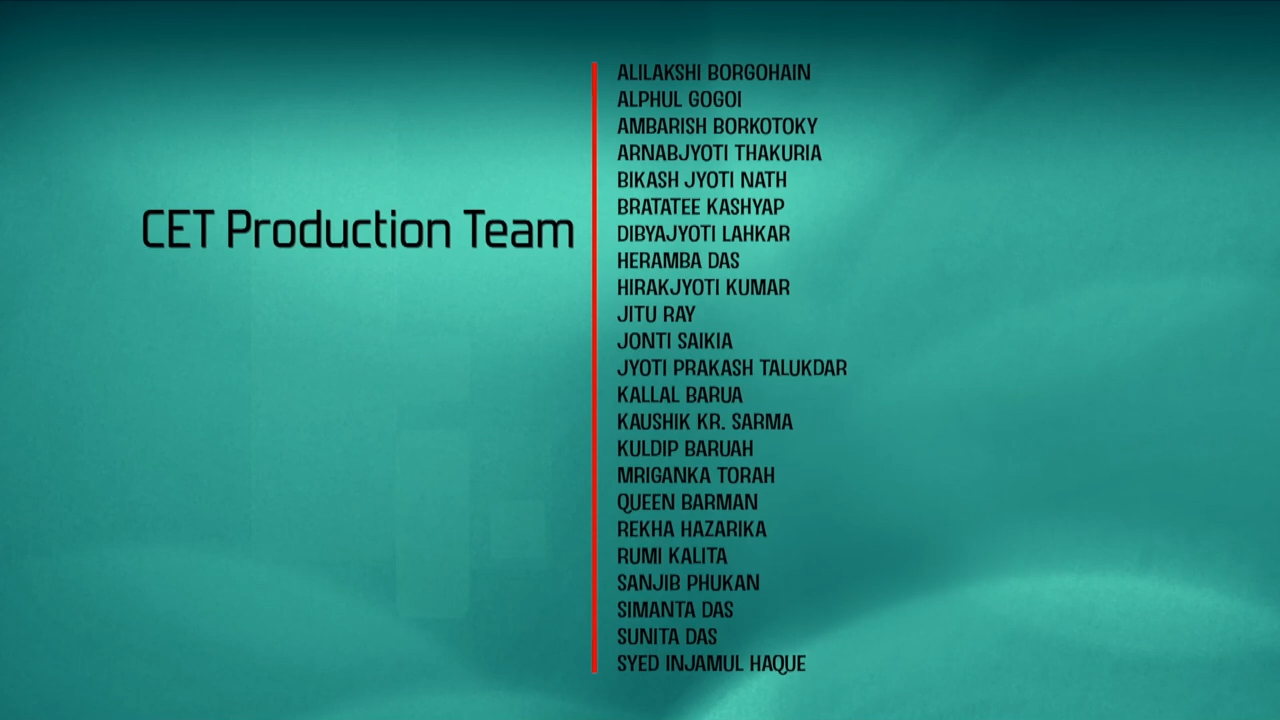 CET Production Team
ALILAKSHI BORGOHAIN
ALPHUL GOGOI
AMBARISH BORKOTOKY
ARNABJYOTI THAKURIA
BIKASH JYOTI NATH
BRATATEE KASHYAP
DIBYAJYOTI LAHKAR
HERAMBA DAS
HIRAKJYOTI KUMAR
JITU RAY
JONTI SAIKIA
JYOTI PRAKASH TALUKDAR
KALLAL BARUA
KAUSHIK KR. SARMA
KULDIP BARUAH
MRIGANKA TORAH
QUEEN BARMAN
REKHA HAZARIKA
RUMI KALITA
SANJIB PHUKAN
SIMANTA DAS
SUNITA DAS
SYED INJAMUL HAQUE